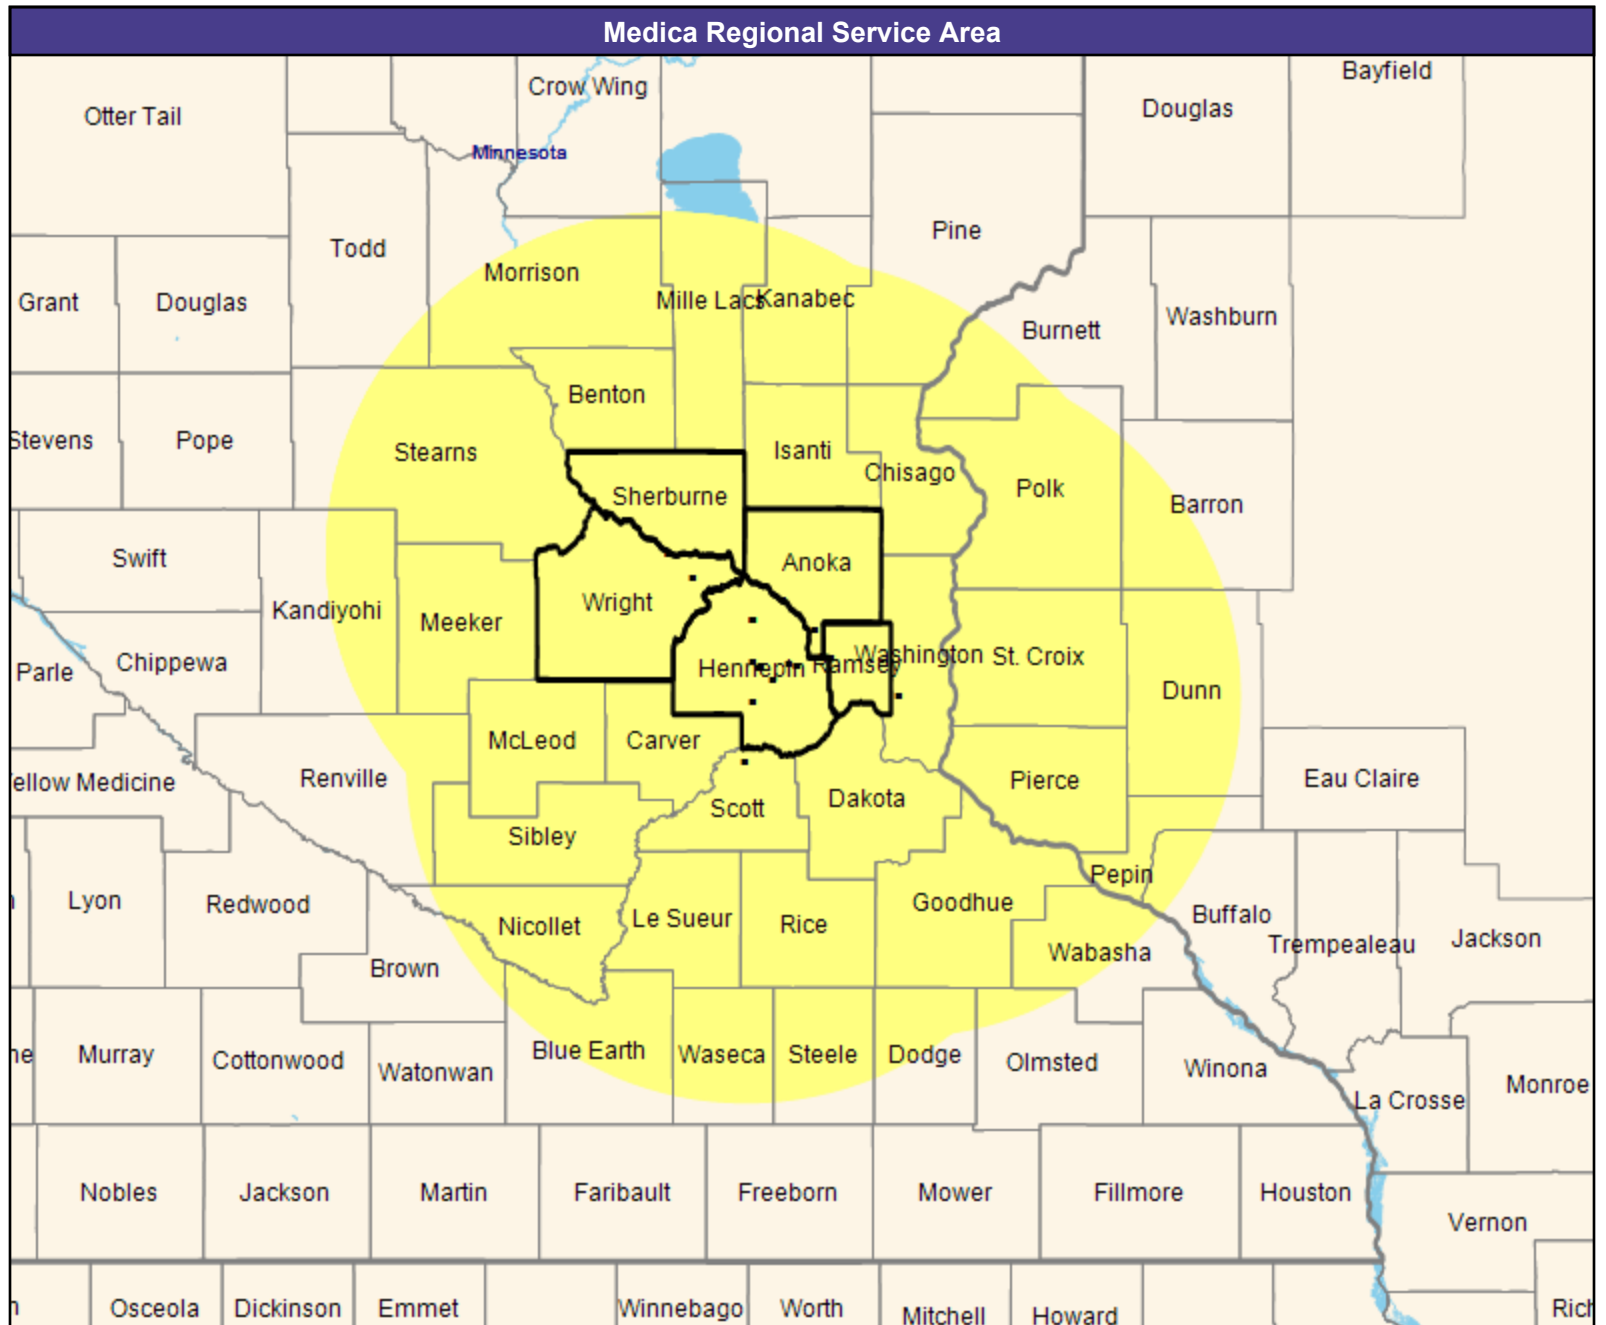 Medica Regional Service Area
Bayfield
Crow Wing
Douglas
Otter Tail
Minnesota
Pine
Todd
Morrison
Mille Lacs
Kanabec
Grant
Douglas
Washburn
Burnett
Benton
Stevens
Pope
Stearns
Isanti
Chisago
Polk
Sherburne
Barron
Swift
Anoka
Wright
Kandiyohi
Meeker
Parle
Chippewa
Hennepin
Ramsey
Washington
St. Croix
Dunn
McLeod
Carver
ellow Medicine
Renville
Pierce
Eau Claire
Scott
Dakota
Sibley
Pepin
Lyon
Redwood
Nicollet
Le Sueur
Rice
Goodhue
Buffalo
Trempealeau
Jackson
Brown
Wabasha
ne
Murray
Cottonwood
Watonwan
Blue Earth
Waseca
Steele
Dodge
Olmsted
Winona
La Crosse
Monroe
Nobles
Jackson
Martin
Faribault
Freeborn
Mower
Fillmore
Houston
Vernon
Osceola
Dickinson
Emmet
Winnebago
Worth
Mitchell
Howard
Rich